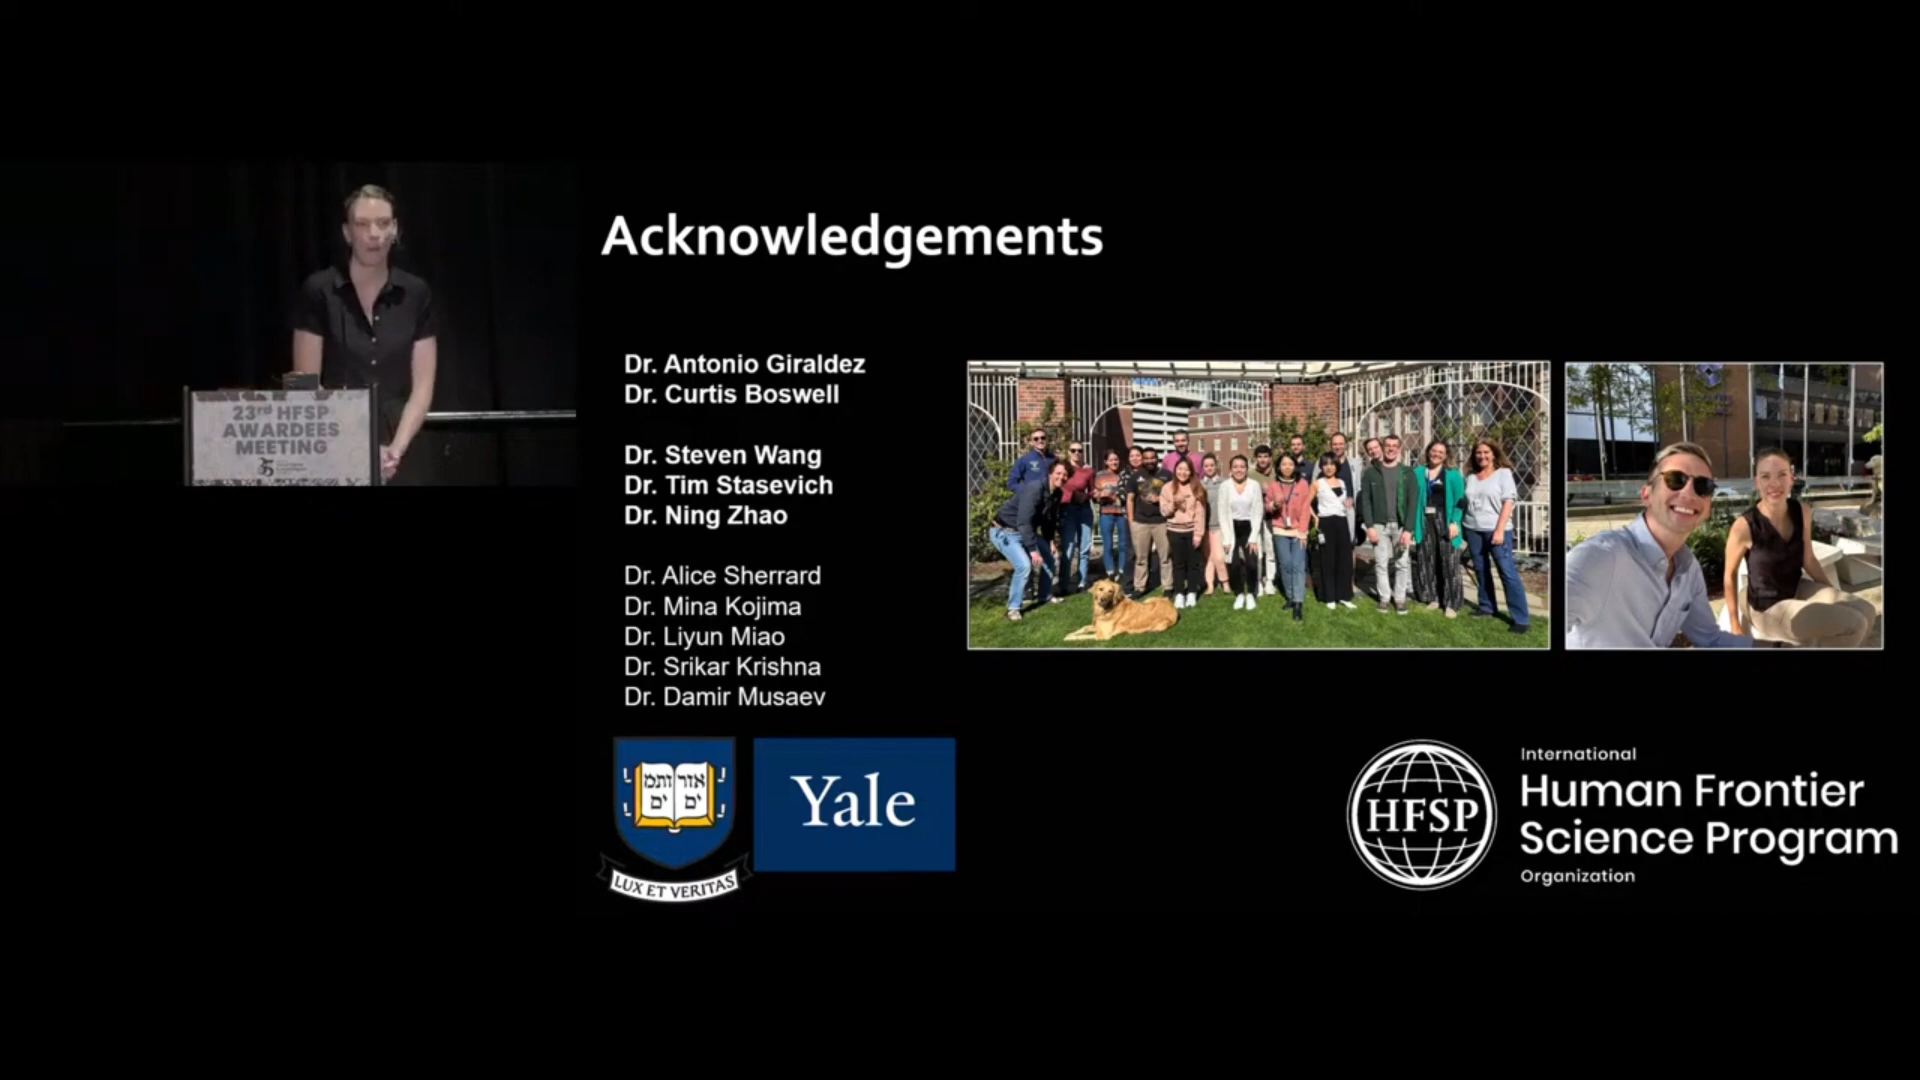 23rd HFSP
AWARDEES
MEETING
35
Acknowledgements
Dr. Antonio Giraldez
Dr. Curtis Boswell
Dr. Steven Wang
Dr. Tim Stasevich
Dr. Ning Zhao
Dr. Alice Sherrard
Dr. Mina Kojima
Dr. Liyun Miao
Dr. Srikar Krishna
Dr. Damir Musaev
אורים
ותמים
LUX ET VERITAS
Yale
HFSP
International
Human Frontier
Science Program
Organization